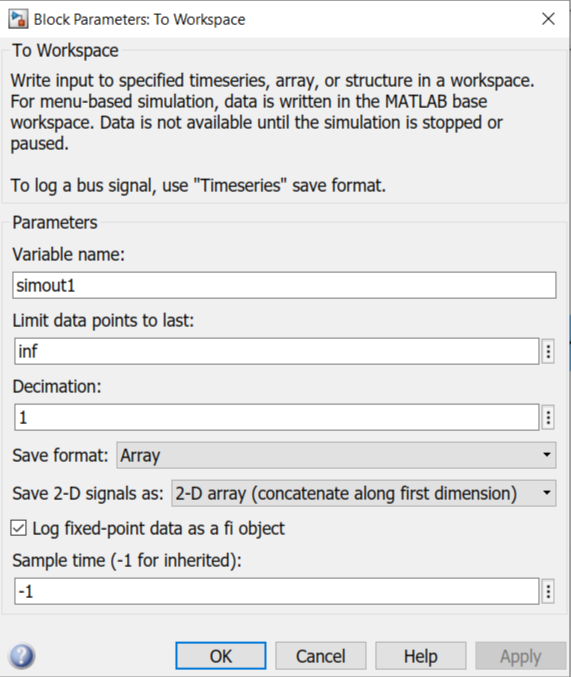 Block Parameters: To Workspace
To Workspace
Write input to specified timeseries, array, or structure in a workspace.
For menu-based simulation, data is written in the MATLAB base
workspace. Data is not available until the simulation is stopped or
paused.
To log a bus signal, use "Timeseries" save format.
Parameters
Variable name:
simout1
Limit data points to last:
inf
Decimation:
1
Save format: Array
Save 2-D signals as: 2-D array (concatenate along first dimension)
Log fixed-point data as a fi object
Sample time (-1 for inherited):
-1
? OK Cancel Help Apply